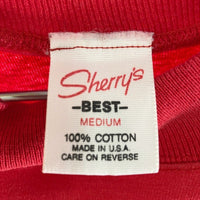 Sherry's
–BEST–
MEDIUM
100% COTTON
MADE IN U.S.A.
CARE ON REVERSE